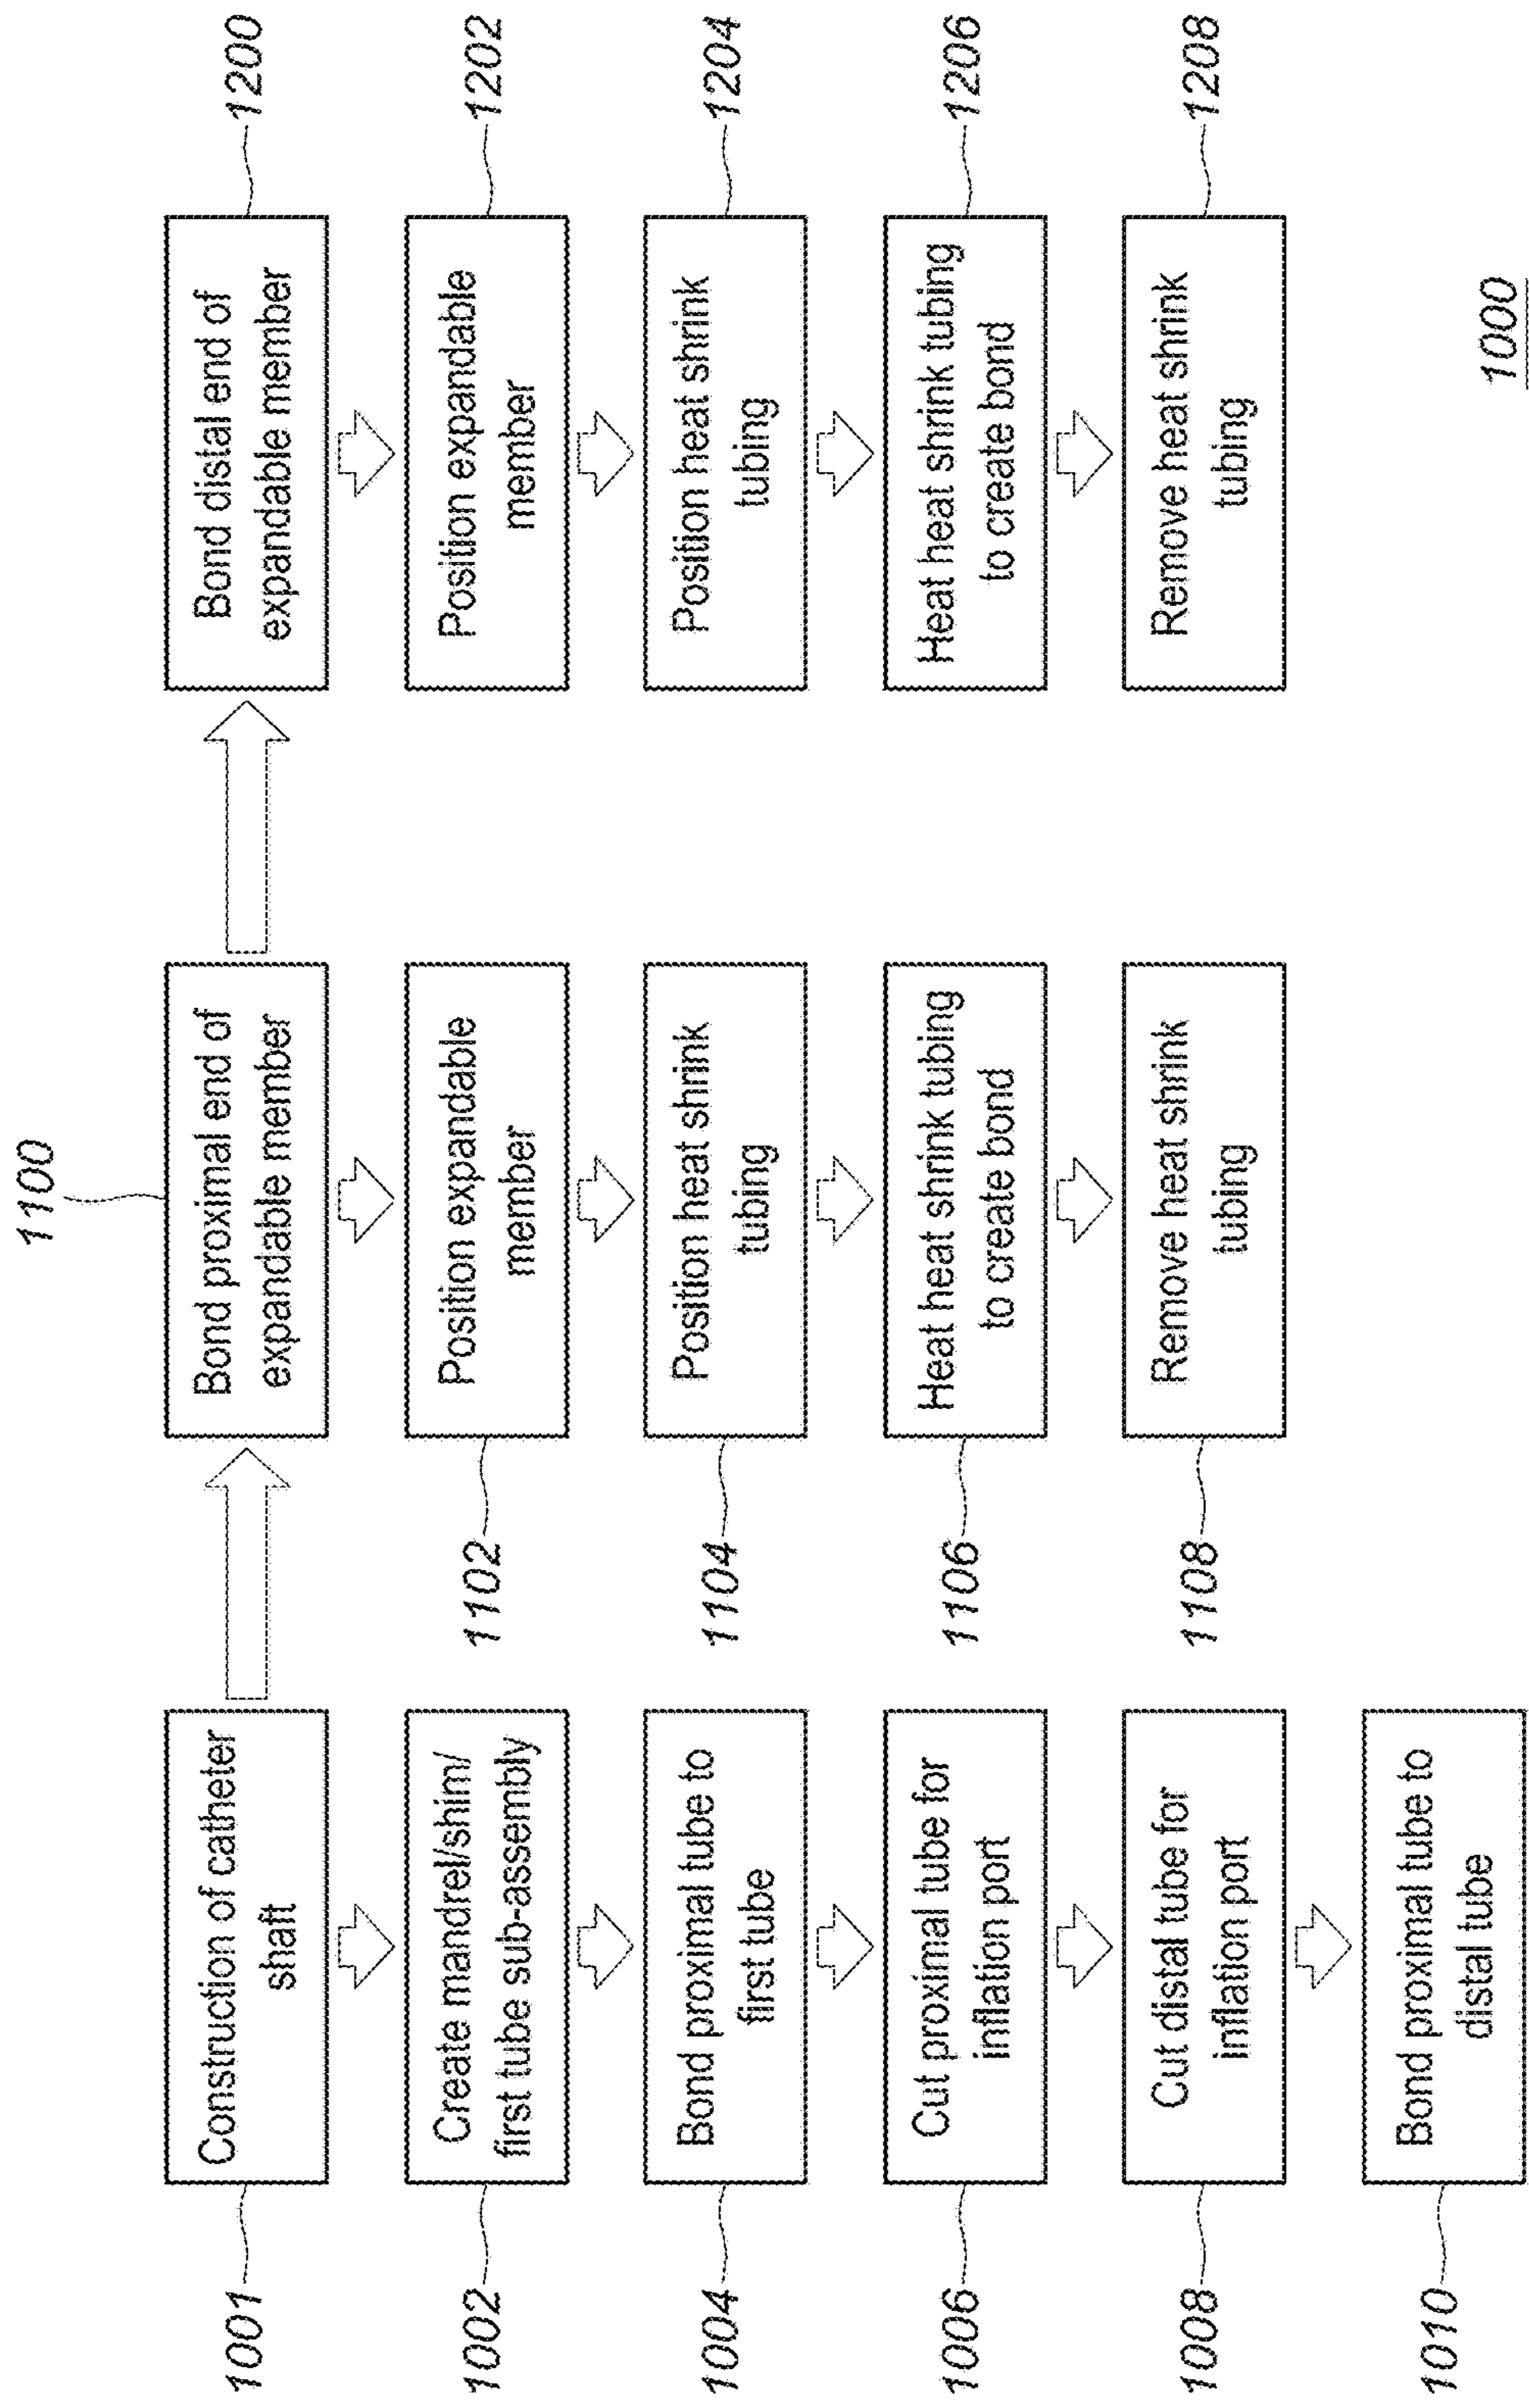 1100
1001
Construction of catheter
shaft
Bond proximal end of
expandable member
Bond distal end of
expandable member
1200
1002
Create mandrel/shim/
first tube sub-assembly
1102
Position expandable
member
Position expandable
member
1202
1004
Bond proximal tube to
first tube
1104
Position heat shrink
tubing
Position heat shrink
tubing
1204
1006
Cut proximal tube for
inflation port
1106
Heat heat shrink tubing
to create bond
Heat heat shrink tubing
to create bond
1206
1008
Cut distal tube for
inflation port
1108
Remove heat shrink
tubing
Remove heat shrink
tubing
1208
1010
Bond proximal tube to
distal tube
1000